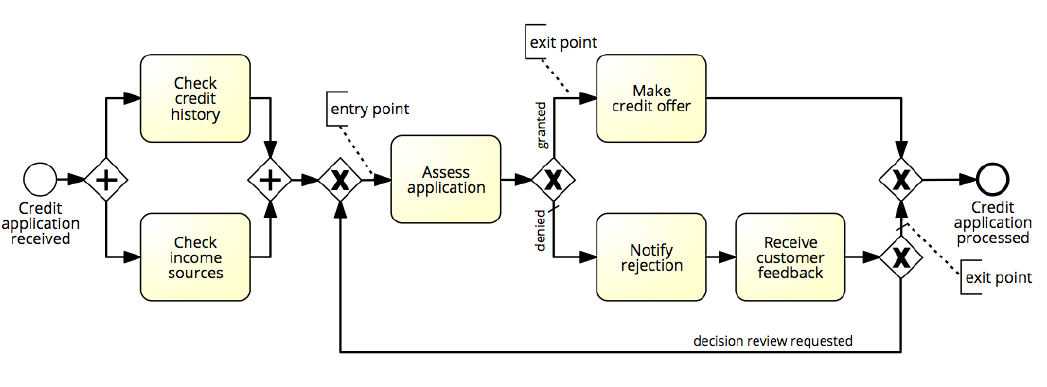 Credit
application
received
Check
credit
history
Check
income
sources
entry point
Assess
application
granted
denied
exit point
Make
credit offer
Notify
rejection
Receive
customer
feedback
decision review requested
Credit
application
processed
exit point